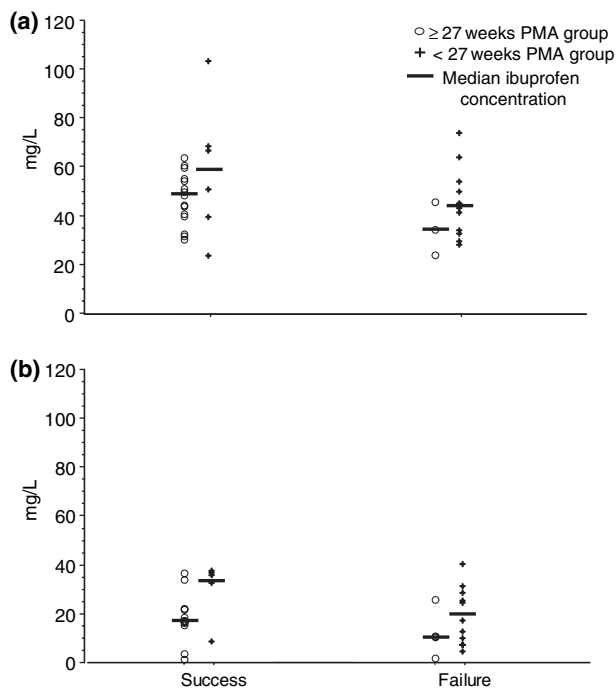 (a)
120
100
80
60
40
20
0
mg/L
○ ≥ 27 weeks PMA group
+ < 27 weeks PMA group
Median ibuprofen
concentration
(b)
120
100
80
60
40
20
0
mg/L
Success
Failure